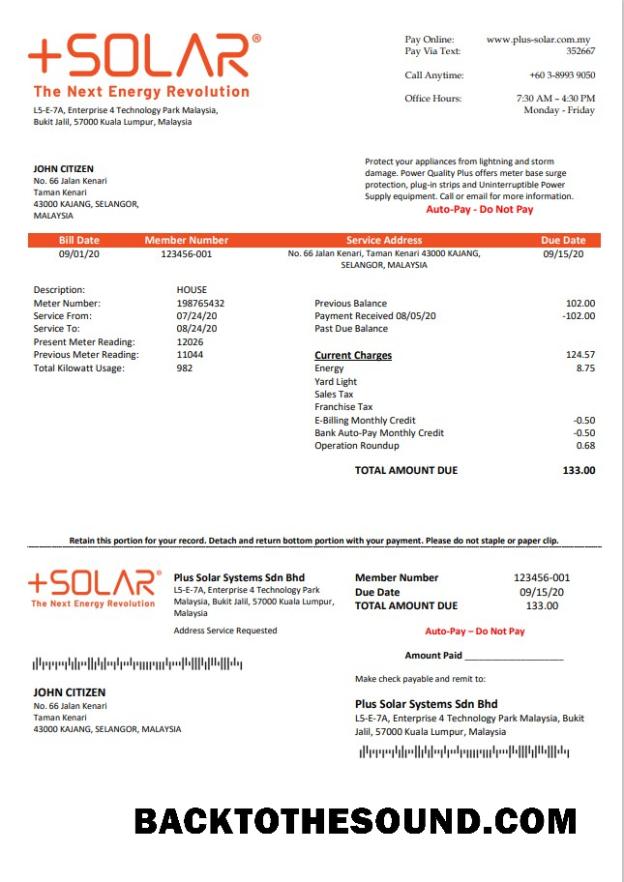 +SOLAR®
The Next Energy Revolution
L5-E-7A, Enterprise 4 Technology Park Malaysia,
Bukit Jalil, 57000 Kuala Lumpur, Malaysia
Pay Online: www.plus-solar.com.my
Pay Via Text: 352667
Call Anytime: +60 3-8993 9050
Office Hours: 7:30 AM – 4:30 PM
Monday - Friday
JOHN CITIZEN
No. 66 Jalan Kenari
Taman Kenari
43000 KAJANG, SELANGOR,
MALAYSIA
Protect your appliances from lightning and storm
damage. Power Quality Plus offers meter base surge
protection, plug-in strips and Uninterruptible Power
Supply equipment. Call or email for more information.
Auto-Pay - Do Not Pay
Bill Date Member Number Service Address Due Date
09/01/20 123456-001 No. 66 Jalan Kenari, Taman Kenari 43000 KAJANG, 09/15/20
SELANGOR, MALAYSIA
Description: HOUSE
Meter Number: 198765432
Service From: 07/24/20
Service To: 08/24/20
Present Meter Reading: 12026
Previous Meter Reading: 11044
Total Kilowatt Usage: 982
Previous Balance 102.00
Payment Received 08/05/20 -102.00
Past Due Balance
Current Charges 124.57
Energy 8.75
Yard Light
Sales Tax
Franchise Tax
E-Billing Monthly Credit -0.50
Bank Auto-Pay Monthly Credit -0.50
Operation Roundup 0.68
TOTAL AMOUNT DUE 133.00
Retain this portion for your record. Detach and return bottom portion with your payment. Please do not staple or paper clip.
+SOLAR®
The Next Energy Revolution
Plus Solar Systems Sdn Bhd
L5-E-7A, Enterprise 4 Technology Park
Malaysia, Bukit Jalil, 57000 Kuala Lumpur,
Malaysia
Address Service Requested
Member Number 123456-001
Due Date 09/15/20
TOTAL AMOUNT DUE 133.00
Auto-Pay – Do Not Pay
Amount Paid ____________________
JOHN CITIZEN
No. 66 Jalan Kenari
Taman Kenari
43000 KAJANG, SELANGOR, MALAYSIA
Make check payable and remit to:
Plus Solar Systems Sdn Bhd
L5-E-7A, Enterprise 4 Technology Park Malaysia, Bukit
Jalil, 57000 Kuala Lumpur, Malaysia
BACKTOTHESOUND.COM